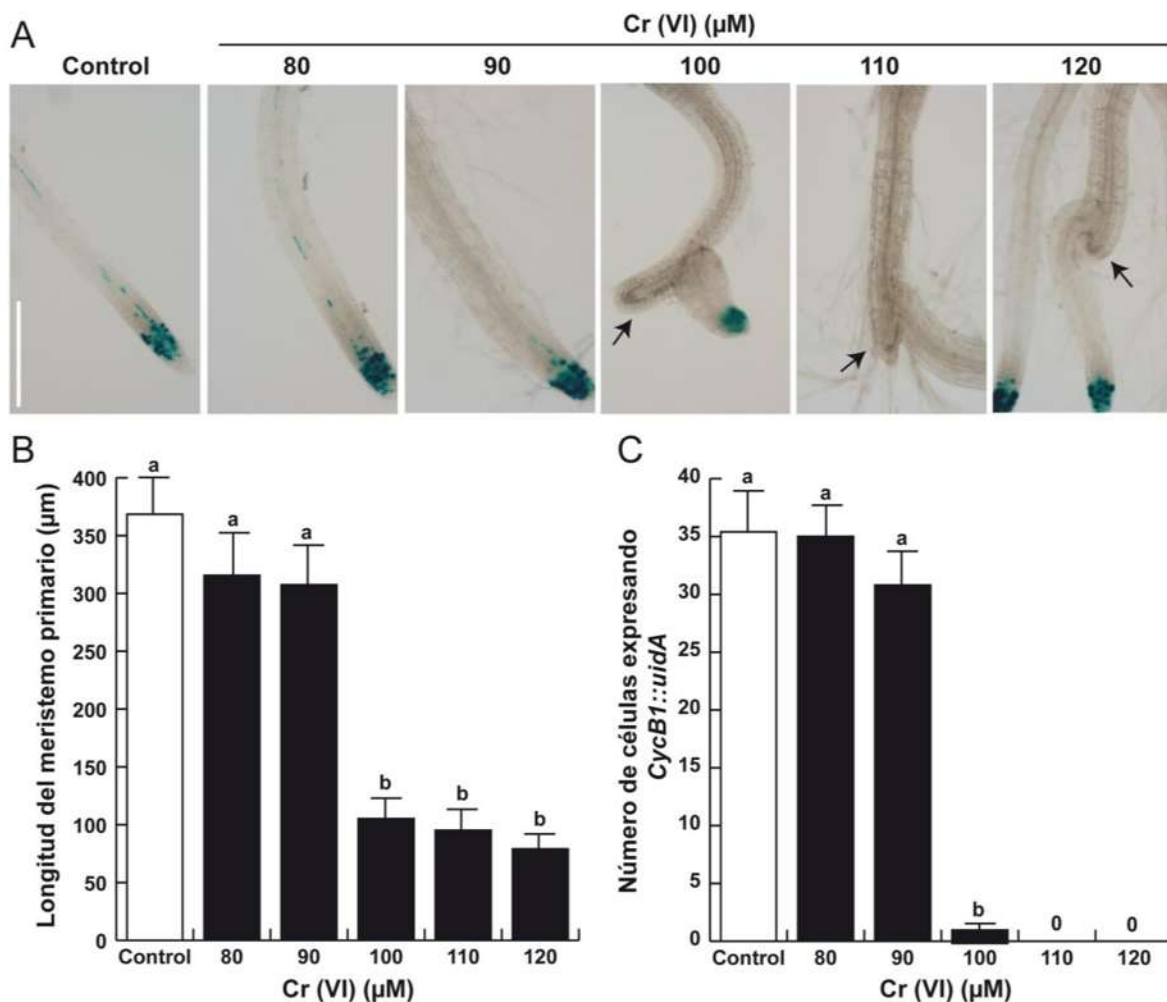 A
Cr (VI) (µM)
Control 80 90 100 110 120
B
Longitud del meristemo primario (µm)
400
350
300
250
200
150
100
50
0
a
a
a
b
b
b
Control 80 90 100 110 120
Cr (VI) (µM)
C
Número de células expresando
CycB1::uidA
40
35
30
25
20
15
10
5
0
a
a
a
b
0
0
Control 80 90 100 110 120
Cr (VI) (µM)